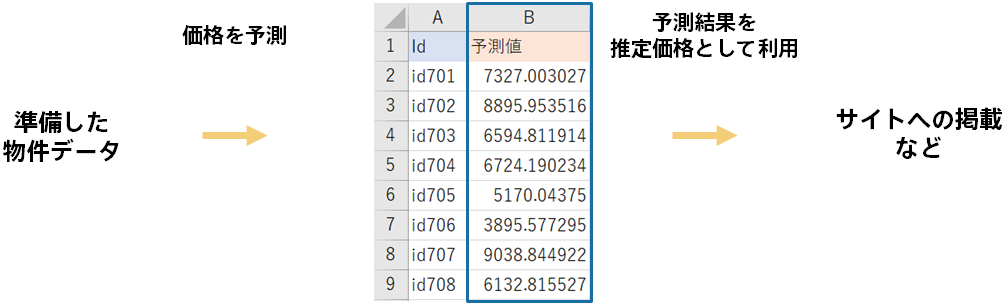 価格を予測
準備した
物件データ
A B
1 Id 予測値
2 id701 7327.003027
3 id702 8895.953516
4 id703 6594.811914
5 id704 6724.190234
6 id705 5170.04375
7 id706 3895.577295
8 id707 9038.844922
9 id708 6132.815527
予測結果を
推定価格として利用
サイトへの掲載
など